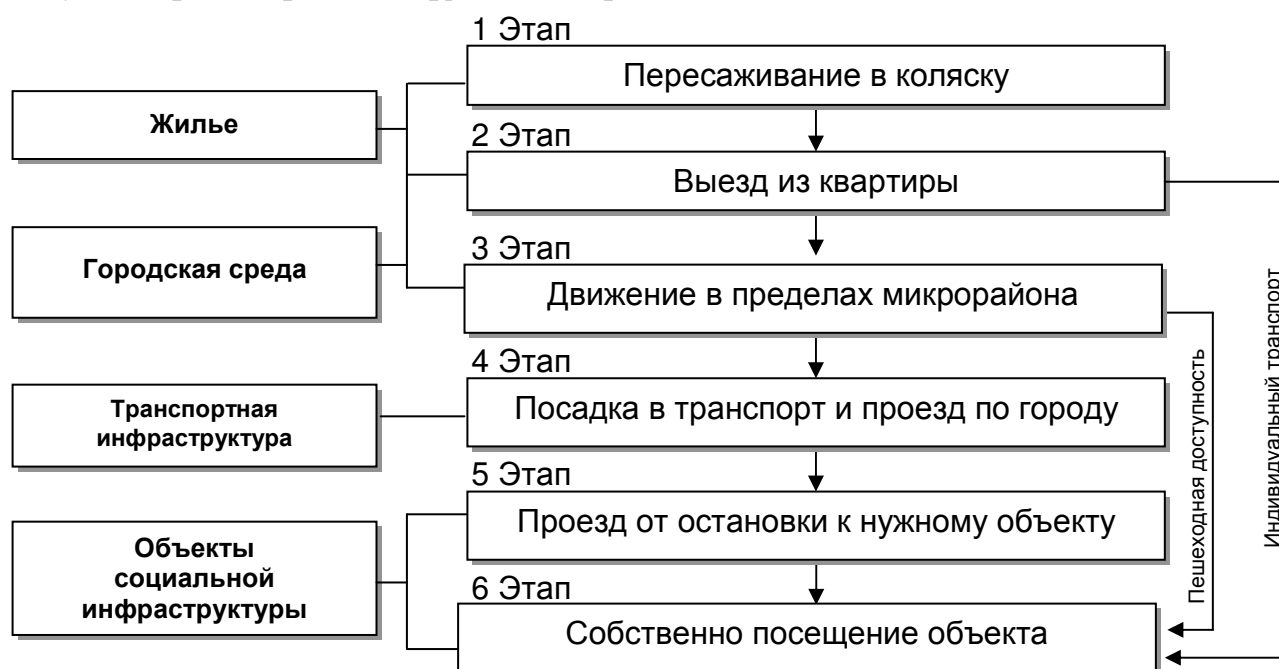 1 Этап
Пересаживание в коляску
Жилье
2 Этап
Выезд из квартиры
Городская среда
3 Этап
Движение в пределах микрорайона
4 Этап
Транспортная
инфраструктура
Посадка в транспорт и проезд по городу
5 Этап
Проезд от остановки к нужному объекту
Объекты
социальной
инфраструктуры
6 Этап
Собственно посещение объекта
Пешеходная доступность
Индивидуальный транспорт